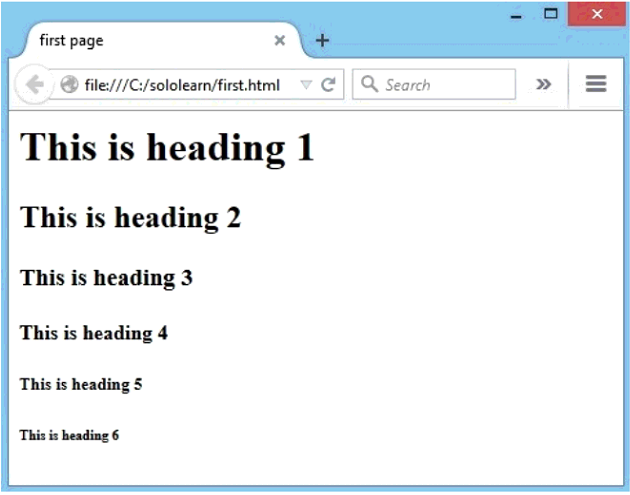 first page
file:///C:/sololearn/first.html
Search
This is heading 1
This is heading 2
This is heading 3
This is heading 4
This is heading 5
This is heading 6